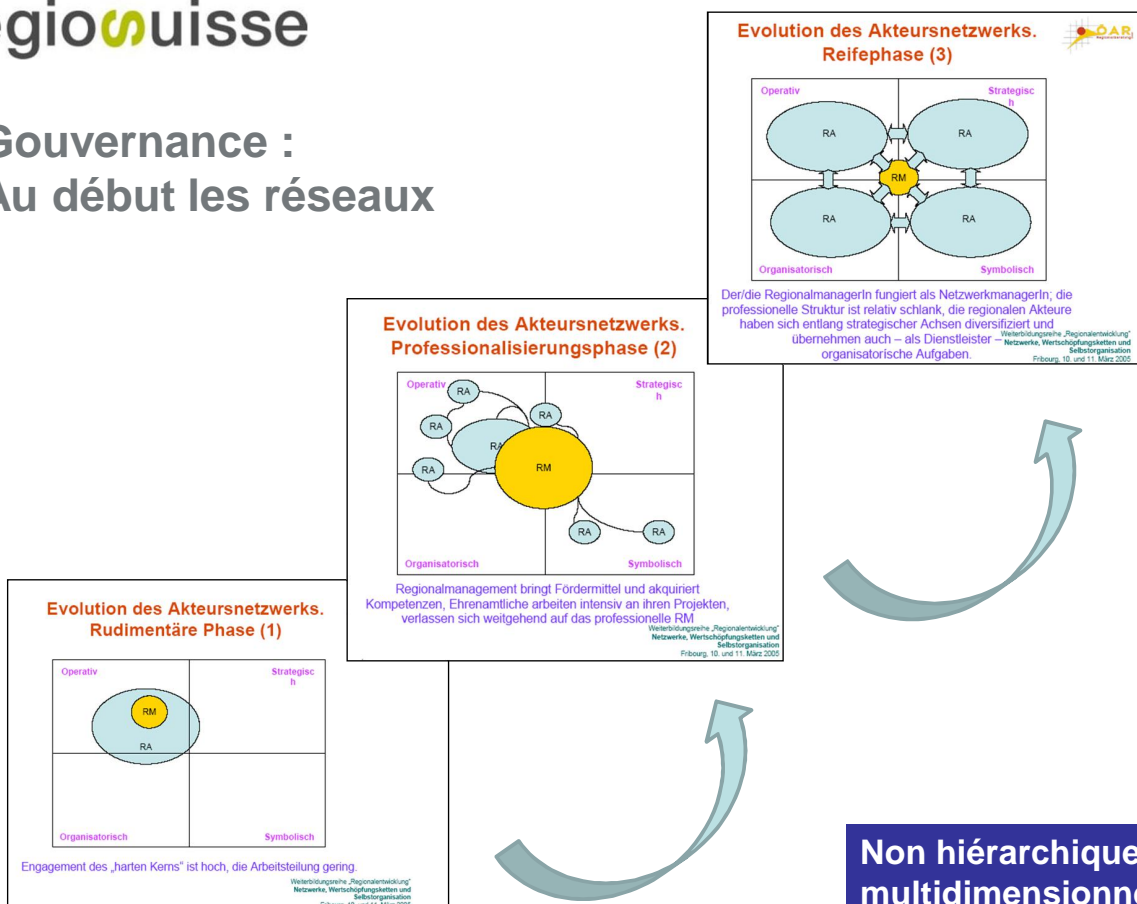 egiosuisse
Gouvernance :
Au début les réseaux
Evolution des Akteursnetzwerks.
Reifephase (3)
ÖAR
Operativ
Strategisc
h
RA
RA
RM
RA
RA
Organisatorisch
Symbolisch
Der/die RegionalmanagerIn fungiert als NetzwerkmanagerIn; die
professionelle Struktur ist relativ schlank, die regionalen Akteure
haben sich entlang strategischer Achsen diversifiziert und
übernehmen auch – als Dienstleister –
organisatorische Aufgaben.
Weiterbildungsreihe „Regionalentwicklung"
Netzwerke, Wertschöpfungsketten und
Selbstorganisation
Fribourg, 10. und 11. März 2005
Evolution des Akteursnetzwerks.
Professionalisierungsphase (2)
Operativ
Strategisc
h
RA
RA
RA
RA
RA
RM
RA
RA
Organisatorisch
Symbolisch
Regionalmanagement bringt Fördermittel und akquiriert
Kompetenzen, Ehrenamtliche arbeiten intensiv an ihren Projekten,
verlassen sich weitgehend auf das professionelle RM
Weiterbildungsreihe „Regionalentwicklung"
Netzwerke, Wertschöpfungsketten und
Selbstorganisation
Fribourg, 10. und 11. März 2005
Evolution des Akteursnetzwerks.
Rudimentäre Phase (1)
Operativ
Strategisc
h
RM
RA
Organisatorisch
Symbolisch
Engagement des „harten Kerns" ist hoch, die Arbeitsteilung gering.
Weiterbildungsreihe „Regionalentwicklung"
Netzwerke, Wertschöpfungsketten und
Selbstorganisation
Fribourg, 10. und 11. März 2005
Non hiérarchique
multidimensionne